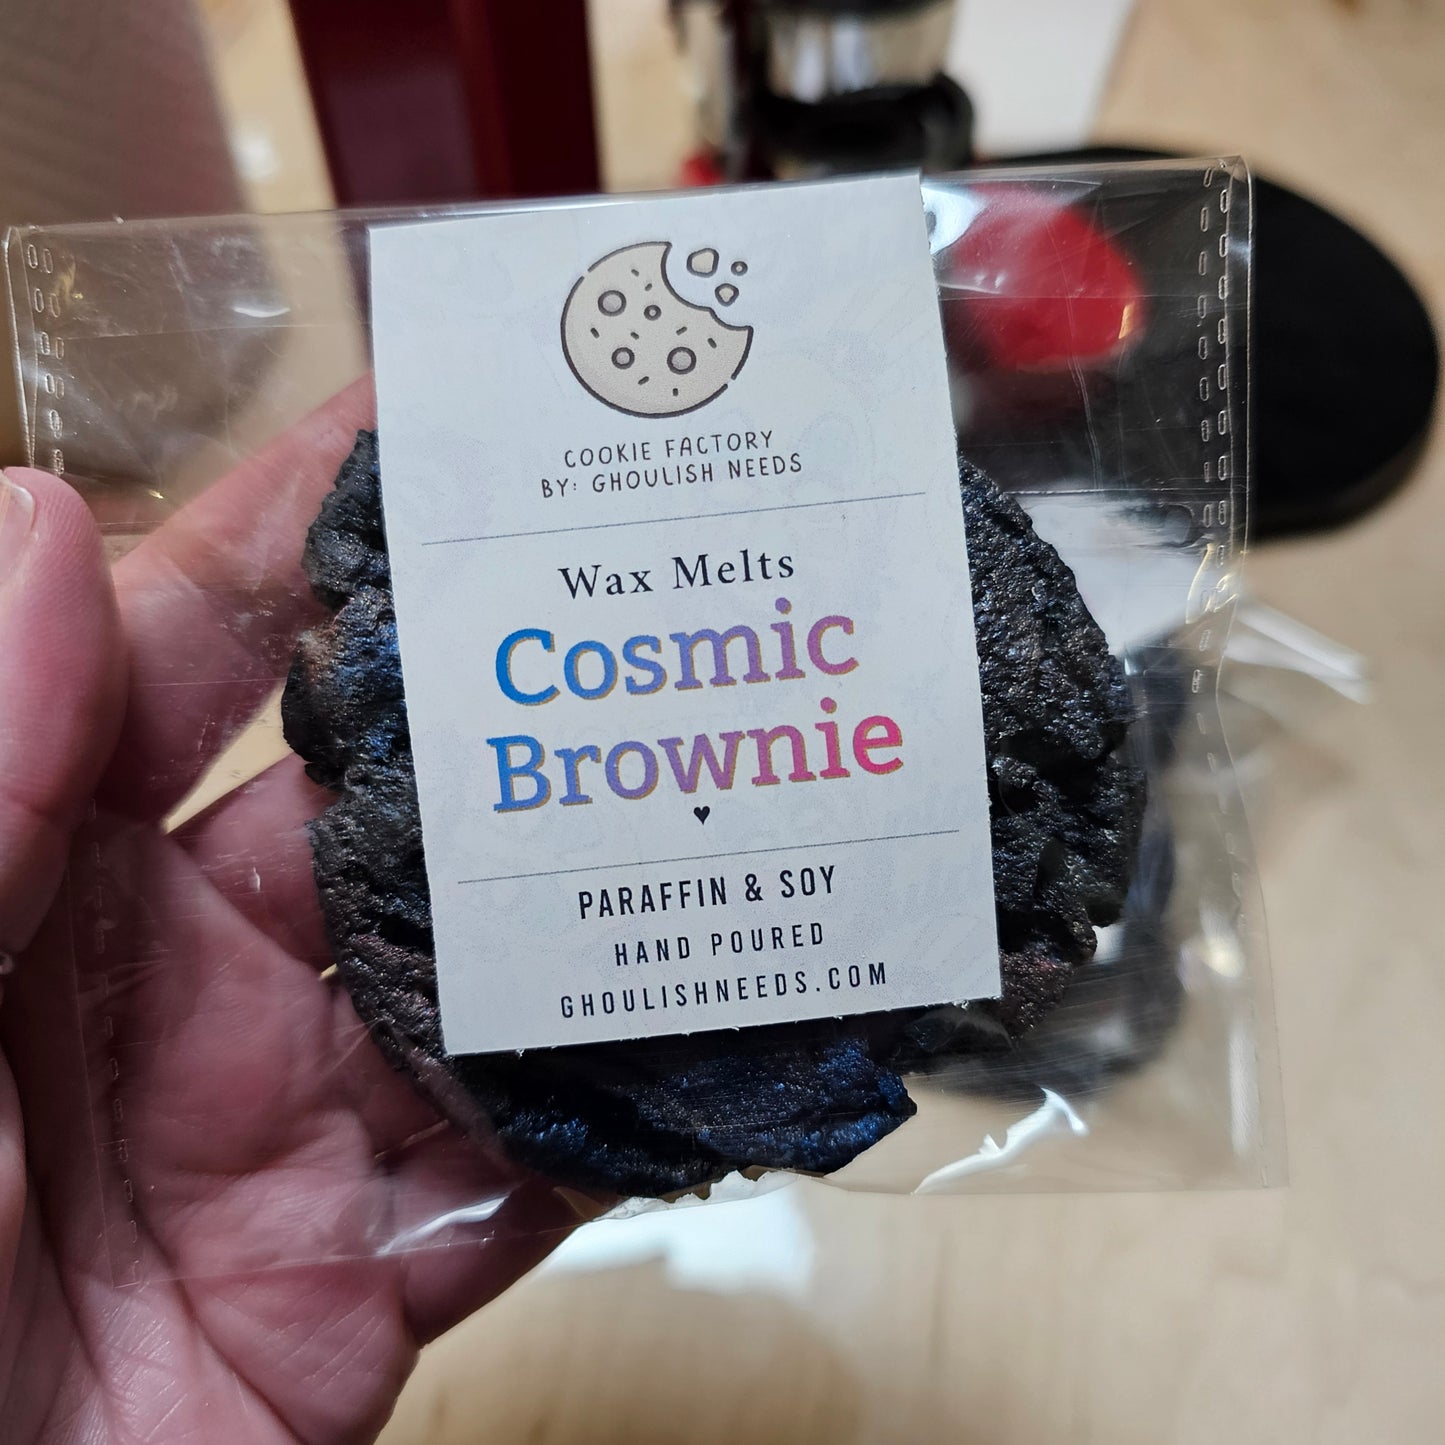 COOKIE FACTORY
BY: GHOULISH NEEDS
Wax Melts
Cosmic
Brownie
PARAFFIN & SOY
HAND POURED
GHOULISHNEEDS.COM